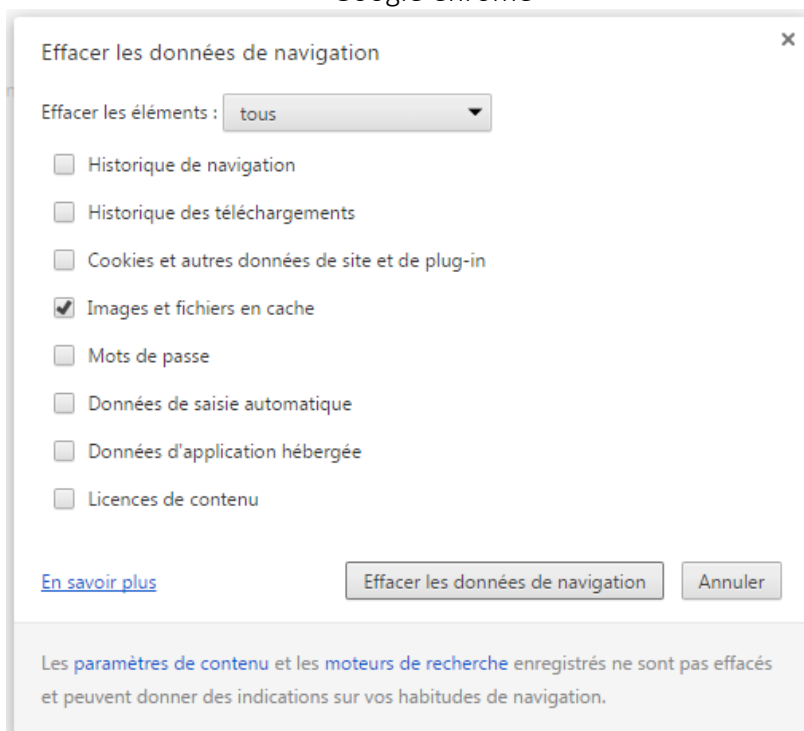 Google Chrome
Effacer les données de navigation
Effacer les éléments : tous
Historique de navigation
Historique des téléchargements
Cookies et autres données de site et de plug-in
Images et fichiers en cache
Mots de passe
Données de saisie automatique
Données d'application hébergée
Licences de contenu
En savoir plus Effacer les données de navigation Annuler
Les paramètres de contenu et les moteurs de recherche enregistrés ne sont pas effacés
et peuvent donner des indications sur vos habitudes de navigation.